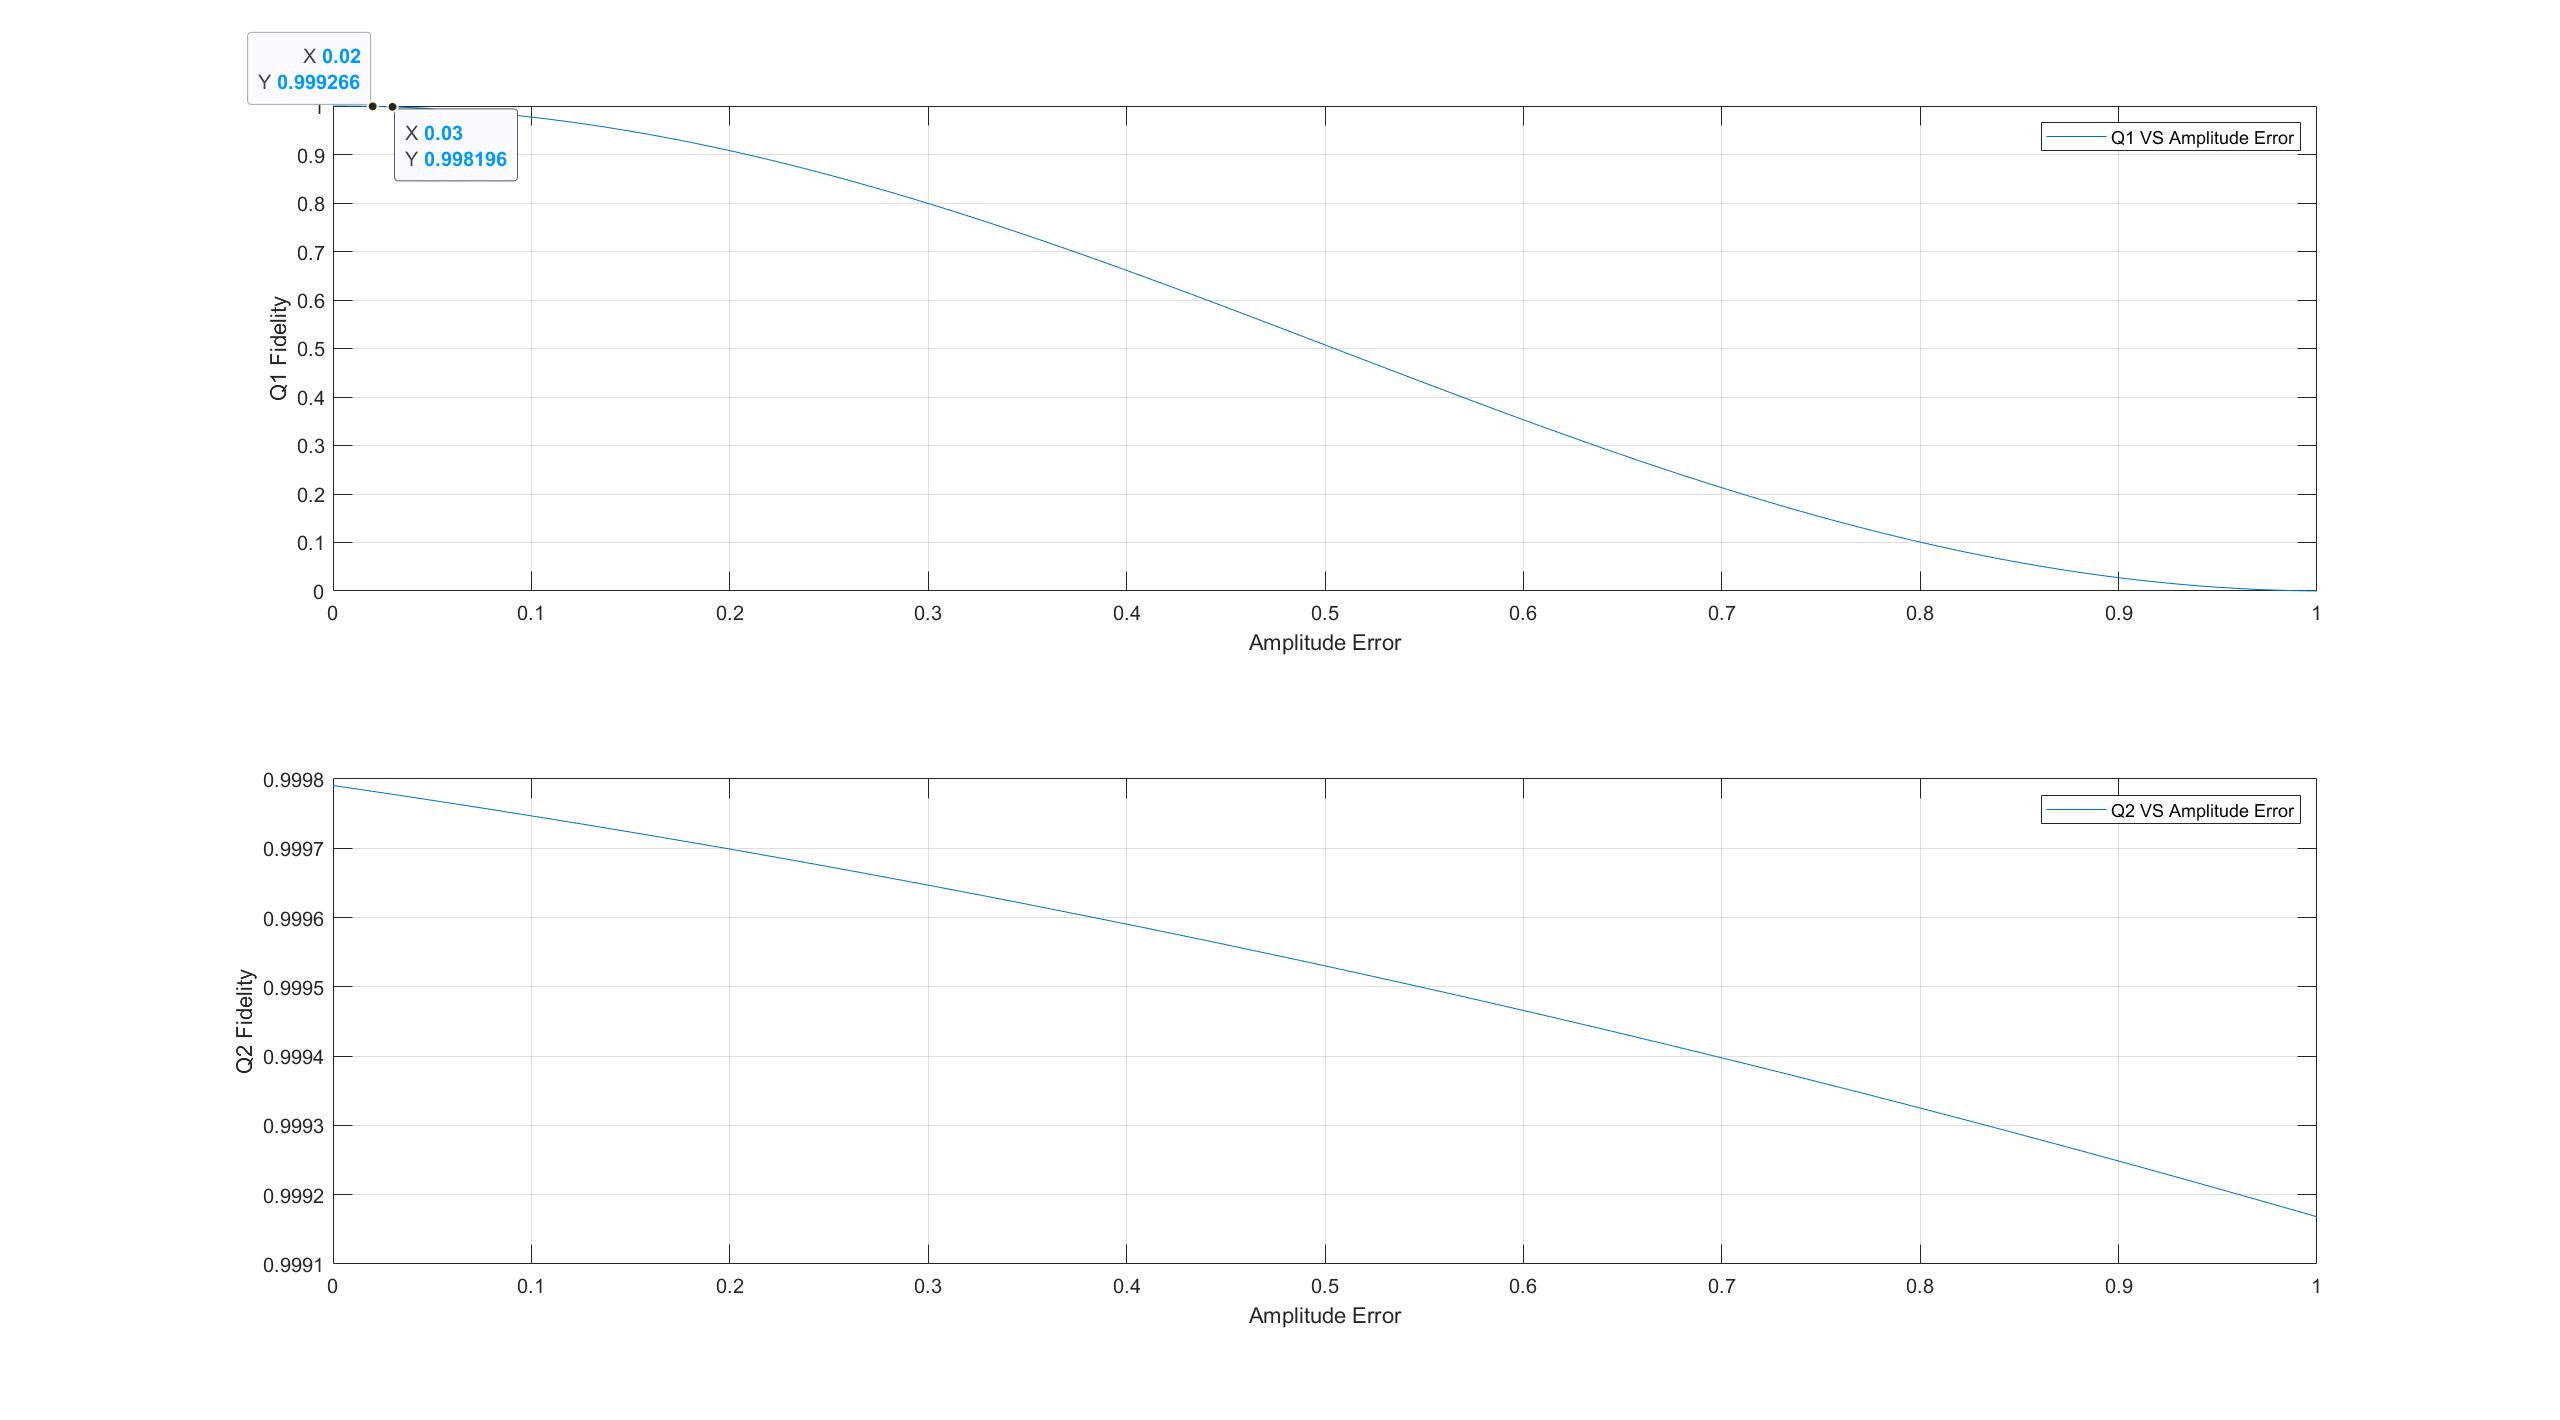 X 0.02
Y 0.999266
X 0.03
Y 0.998196
Q1 VS Amplitude Error
1
0.9
0.8
0.7
0.6
0.5
0.4
0.3
0.2
0.1
0
Q1 Fidelity
0 0.1 0.2 0.3 0.4 0.5 0.6 0.7 0.8 0.9 1
Amplitude Error
Q2 VS Amplitude Error
0.9998
0.9997
0.9996
0.9995
0.9994
0.9993
0.9992
0.9991
Q2 Fidelity
0 0.1 0.2 0.3 0.4 0.5 0.6 0.7 0.8 0.9 1
Amplitude Error